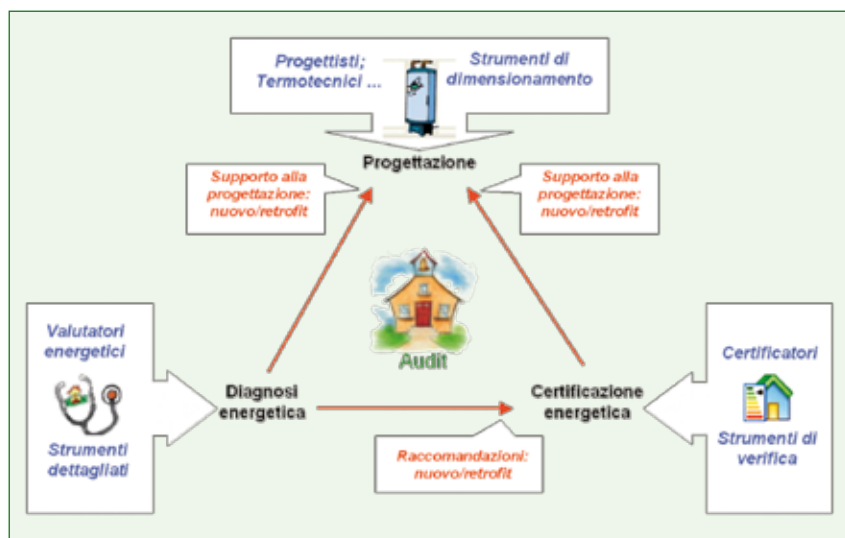 Progettisti;
Termotecnici ...
Strumenti di
dimensionamento
Progettazione
Supporto alla
progettazione:
nuovo/retrofit
Supporto alla
progettazione:
nuovo/retrofit
Audit
Valutatori
energetici
Strumenti
dettagliati
Diagnosi
energetica
Certificazione
energetica
Certificatori
Strumenti di
verifica
Raccomandazioni:
nuovo/retrofit